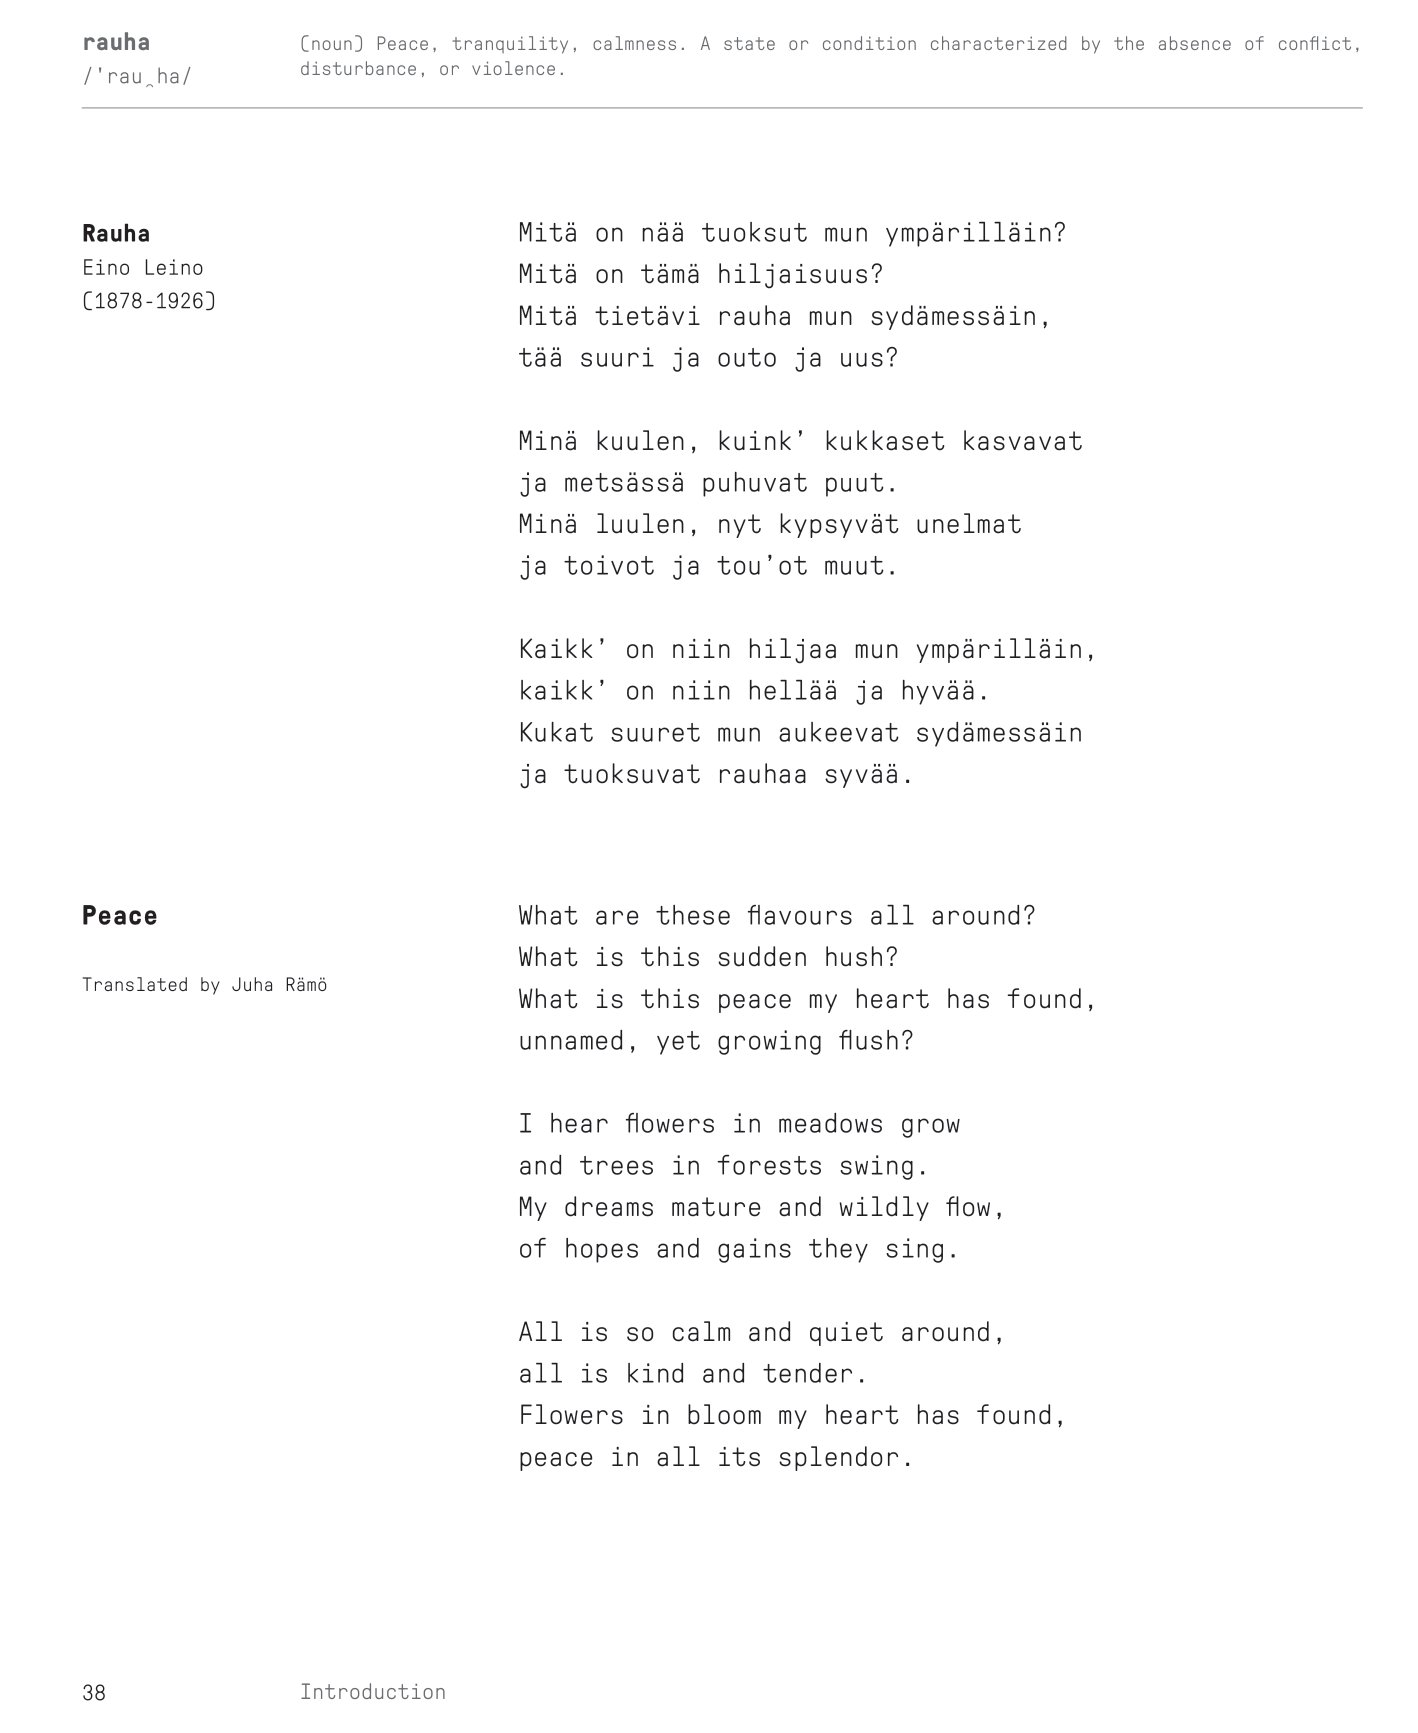 rauha
/ˈrau̯ha/
(noun) Peace, tranquility, calmness. A state or condition characterized by the absence of conflict,
disturbance, or violence.
Rauha
Eino Leino
(1878-1926)
Mitä on nää tuoksut mun ympärilläin?
Mitä on tämä hiljaisuus?
Mitä tietävi rauha mun sydämessäin,
tää suuri ja outo ja uus?
Minä kuulen, kuink’ kukkaset kasvavat
ja metsässä puhuvat puut.
Minä luulen, nyt kypsyvät unelmat
ja toivot ja tou’ot muut.
Kaikk’ on niin hiljaa mun ympärilläin,
kaikk’ on niin hellää ja hyvää.
Kukat suuret mun aukeevat sydämessäin
ja tuoksuvat rauhaa syvää.
Peace
Translated by Juha Rämö
What are these flavours all around?
What is this sudden hush?
What is this peace my heart has found,
unnamed, yet growing flush?
I hear flowers in meadows grow
and trees in forests swing.
My dreams mature and wildly flow,
of hopes and gains they sing.
All is so calm and quiet around,
all is kind and tender.
Flowers in bloom my heart has found,
peace in all its splendor.
38
Introduction